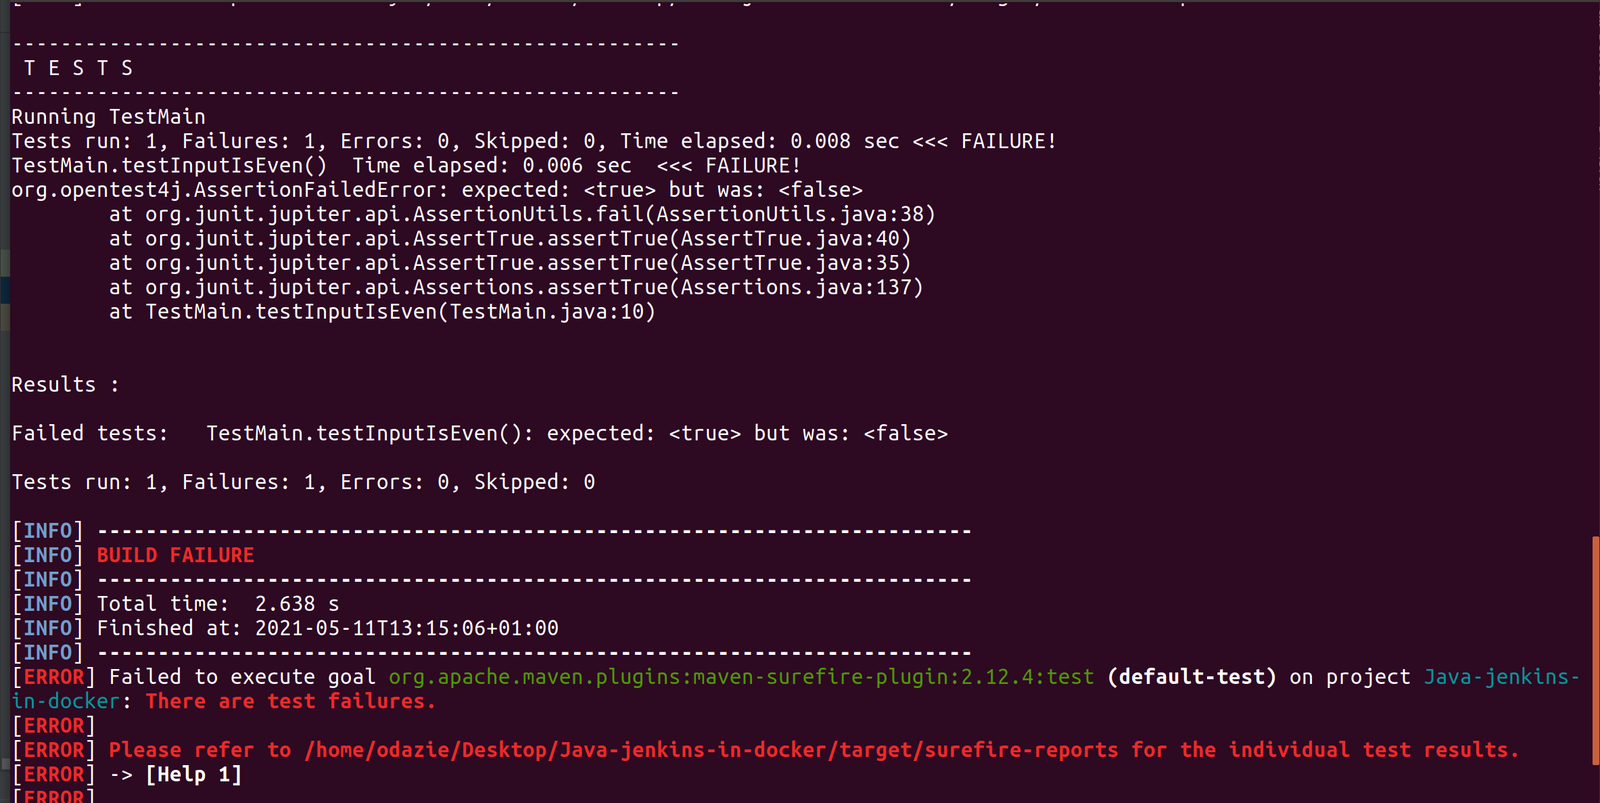 -------------------------------------------------------
 T E S T S
-------------------------------------------------------
Running TestMain
Tests run: 1, Failures: 1, Errors: 0, Skipped: 0, Time elapsed: 0.008 sec <<< FAILURE!
TestMain.testInputIsEven()  Time elapsed: 0.006 sec  <<< FAILURE!
org.opentest4j.AssertionFailedError: expected: <true> but was: <false>
        at org.junit.jupiter.api.AssertionUtils.fail(AssertionUtils.java:38)
        at org.junit.jupiter.api.AssertTrue.assertTrue(AssertTrue.java:40)
        at org.junit.jupiter.api.AssertTrue.assertTrue(AssertTrue.java:35)
        at org.junit.jupiter.api.Assertions.assertTrue(Assertions.java:137)
        at TestMain.testInputIsEven(TestMain.java:10)
Results :
Failed tests:   TestMain.testInputIsEven(): expected: <true> but was: <false>
Tests run: 1, Failures: 1, Errors: 0, Skipped: 0
[INFO] ------------------------------------------------------------------------
[INFO] BUILD FAILURE
[INFO] ------------------------------------------------------------------------
[INFO] Total time:  2.638 s
[INFO] Finished at: 2021-05-11T13:15:06+01:00
[INFO] ------------------------------------------------------------------------
[ERROR] Failed to execute goal org.apache.maven.plugins:maven-surefire-plugin:2.12.4:test (default-test) on project Java-jenkins-
in-docker: There are test failures.
[ERROR]
[ERROR] Please refer to /home/odazie/Desktop/Java-jenkins-in-docker/target/surefire-reports for the individual test results.
[ERROR] -> [Help 1]
[ERROR]